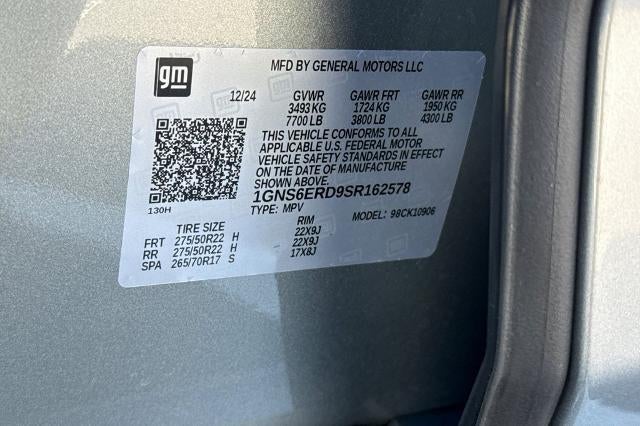 gm
MFD BY GENERAL MOTORS LLC
12/24 GVWR GAWR FRT GAWR RR
3493 KG 1724 KG 1950 KG
7700 LB 3800 LB 4300 LB
THIS VEHICLE CONFORMS TO ALL
APPLICABLE U.S. FEDERAL MOTOR
VEHICLE SAFETY STANDARDS IN EFFECT
ON THE DATE OF MANUFACTURE
SHOWN ABOVE.
1GNS6ERD9SR162578
130H
TYPE: MPV MODEL: 98CK10906
TIRE SIZE RIM
FRT 275/50R22 H 22X9J
RR 275/50R22 H 22X9J
SPA 265/70R17 S 17X8J